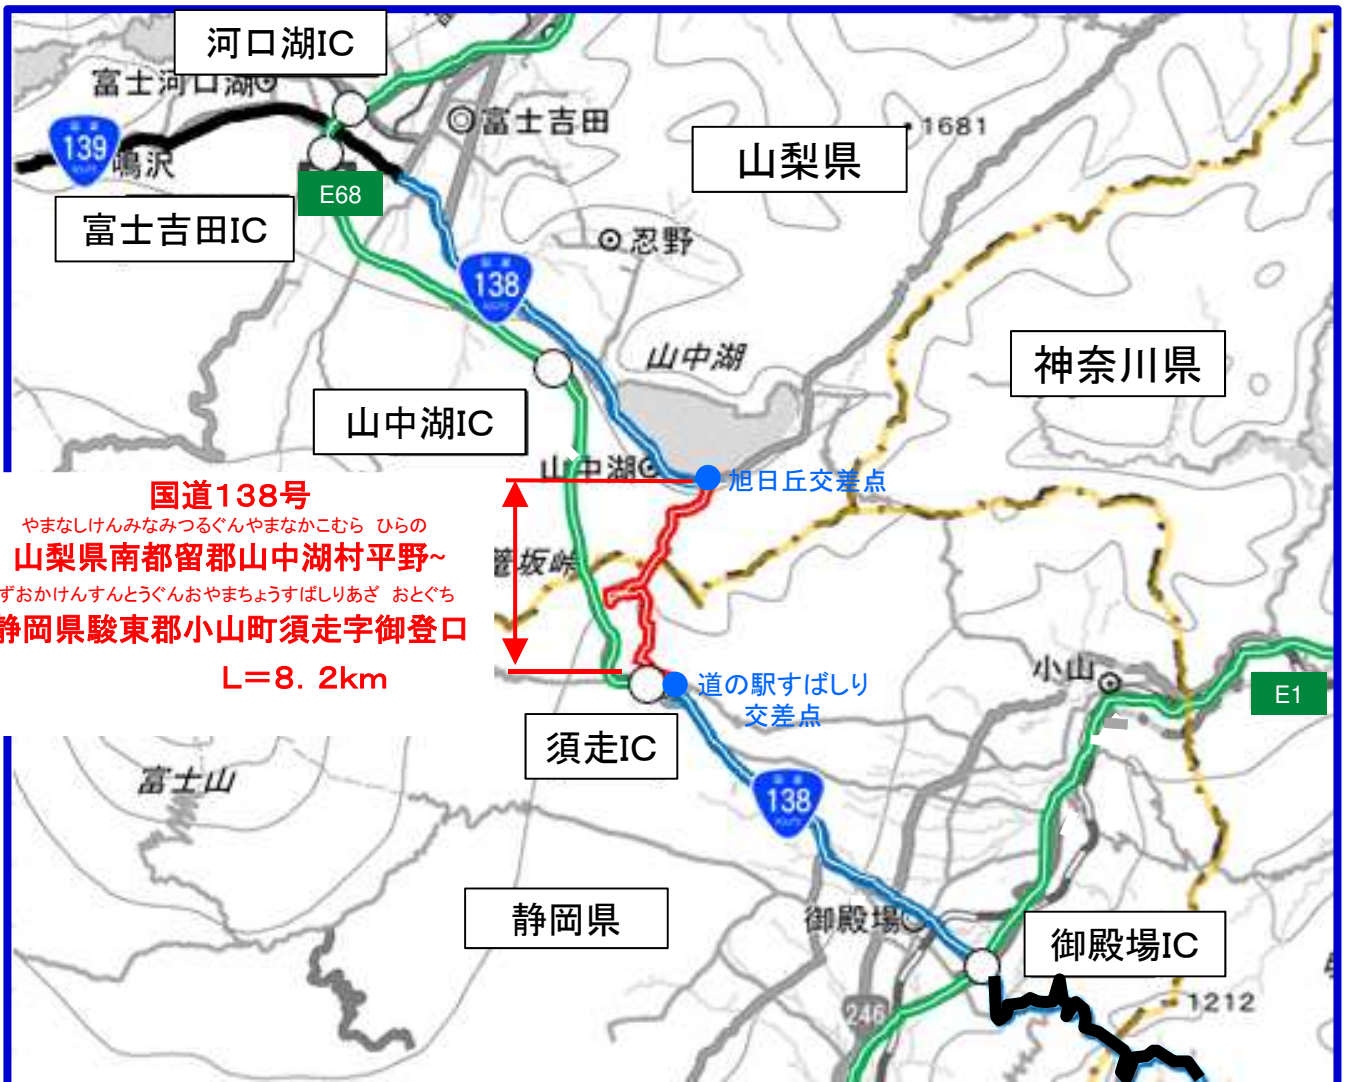 河口湖IC
富士河口湖
富士吉田
1681
山梨県
139
鳴沢
E68
富士吉田IC
忍野
138
山中湖
神奈川県
山中湖IC
山中湖
旭日丘交差点
国道138号
やまなしけんみなみつるぐんやまなかこむら ひらの
山梨県南都留郡山中湖村平野~
ずおかけんすんとうぐんおやまちょうすばしりあざ おとぐち
静岡県駿東郡小山町須走字御登口
L=8.2km
籠坂峠
小山
E1
道の駅すばしり
交差点
須走IC
富士山
138
静岡県
御殿場
御殿場IC
246
1212